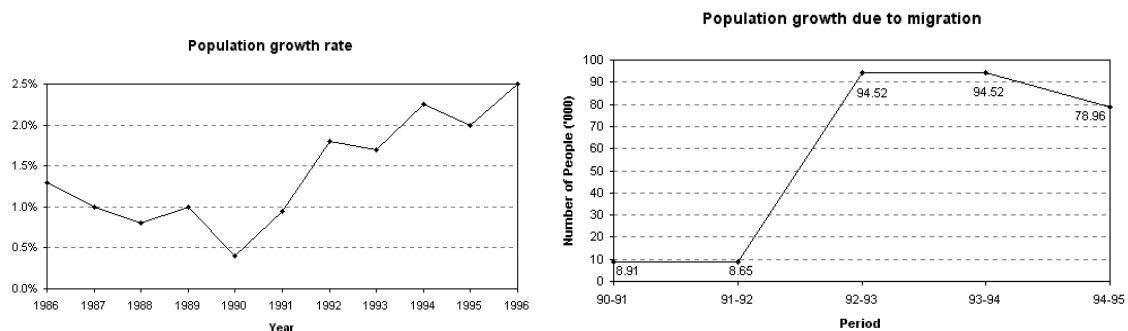 Population growth rate
2.5%
2.0%
1.5%
1.0%
0.5%
0.0%
1986 1987 1988 1989 1990 1991 1992 1993 1994 1995 1996
Year
Population growth due to migration
Number of People ('000)
100
90
80
70
60
50
40
30
20
10
0
94.52 94.52
78.96
8.91 8.65
90-91 91-92 92-93 93-94 94-95
Period